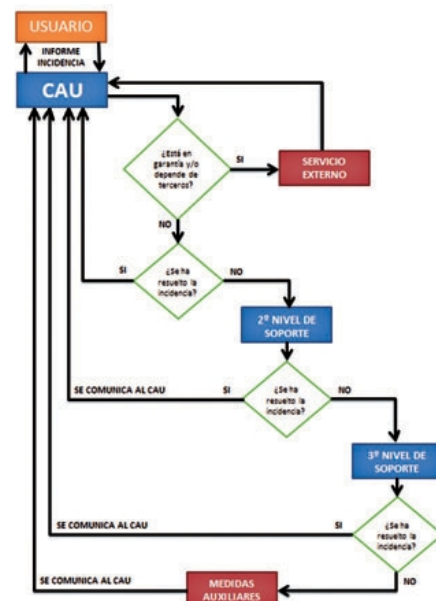 USUARIO
INFORME
INCIDENCIA
CAU
¿Está en
garantía y/o
depende de
terceros?
SI
SERVICIO
EXTERNO
NO
¿Se ha
resuelto la
incidencia?
SI
NO
2º NIVEL DE
SOPORTE
¿Se ha
resuelto la
incidencia?
SE COMUNICA AL CAU
SI
NO
3º NIVEL DE
SOPORTE
¿Se ha
resuelto la
incidencia?
SE COMUNICA AL CAU
SI
NO
SE COMUNICA AL CAU
MEDIDAS
AUXILIARES